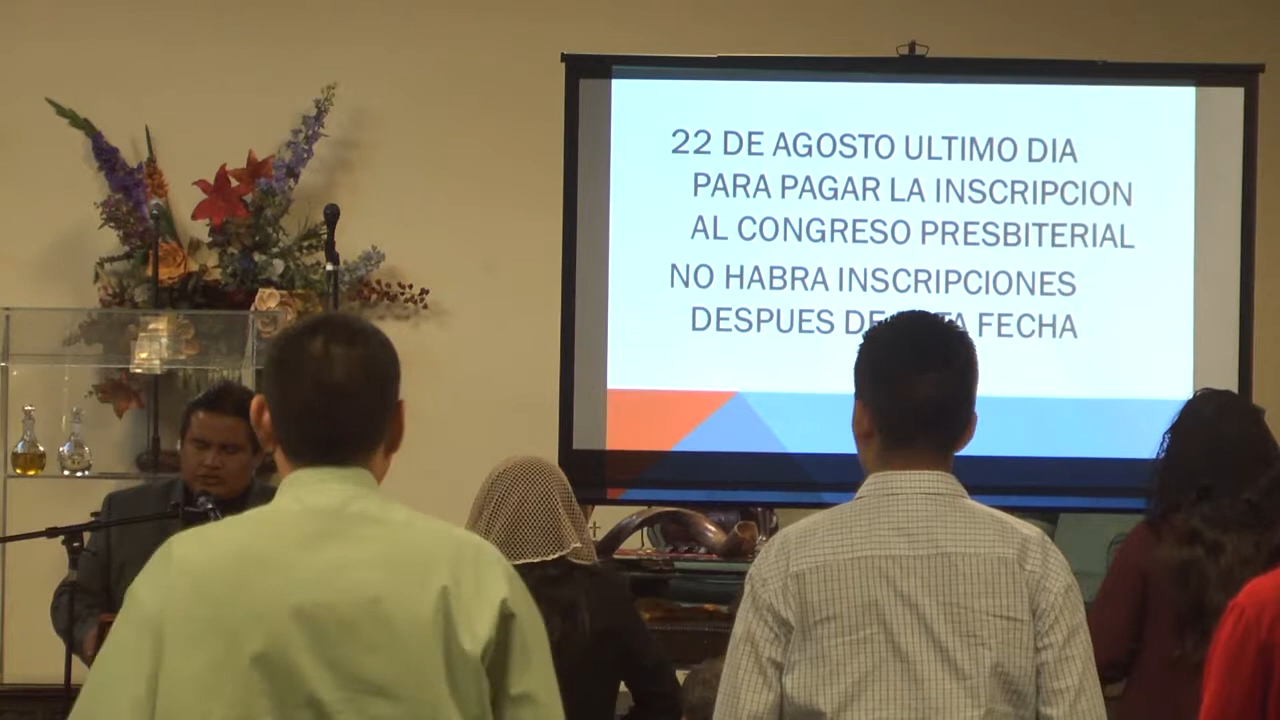 22 DE AGOSTO ULTIMO DIA
PARA PAGAR LA INSCRIPCION
AL CONGRESO PRESBITERIAL
NO HABRA INSCRIPCIONES
DESPUES DE FECHA